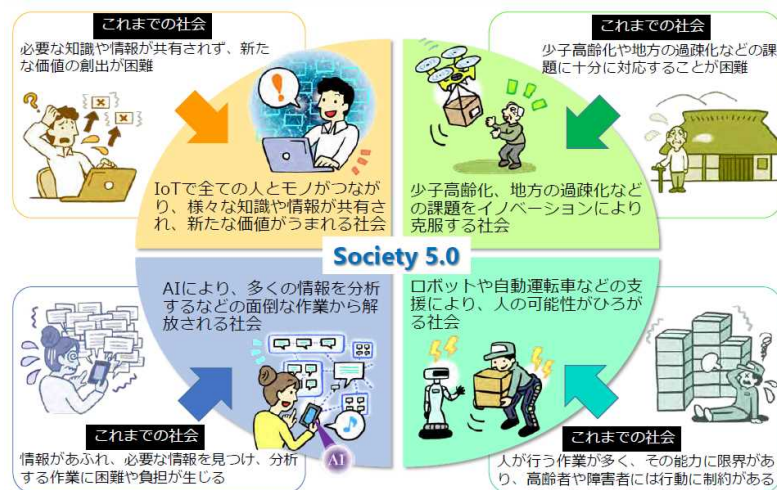 これまでの社会
必要な知識や情報が共有されず、新た
な価値の創出が困難
これまでの社会
少子高齢化や地方の過疎化などの課
題に十分に対応することが困難
IoTで全ての人とモノがつなが
り、様々な知識や情報が共有さ
れ、新たな価値がうまれる社会
少子高齢化、地方の過疎化など
の課題をイノベーションにより
克服する社会
Society 5.0
AIにより、多くの情報を分析
するなどの面倒な作業から解
放される社会
ロボットや自動運転車などの支
援により、人の可能性がひろが
る社会
AI
これまでの社会
情報があふれ、必要な情報を見つけ、分析
する作業に困難や負担が生じる
これまでの社会
人が行う作業が多く、その能力に限界があ
り、高齢者や障害者には行動に制約がある